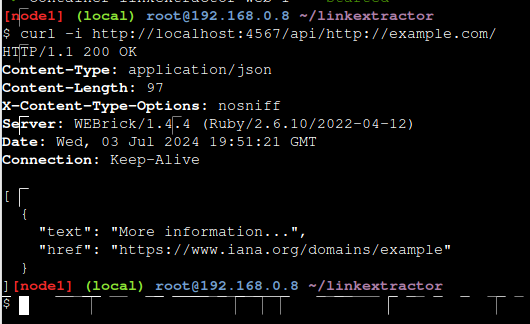 [node1] (local) root@192.168.0.8 ~/linkextractor
$ curl -i http://localhost:4567/api/http://example.com/
HTTP/1.1 200 OK
Content-Type: application/json
Content-Length: 97
X-Content-Type-Options: nosniff
Server: WEBrick/1.4.4 (Ruby/2.6.10/2022-04-12)
Date: Wed, 03 Jul 2024 19:51:21 GMT
Connection: Keep-Alive
[
{
"text": "More information...",
"href": "https://www.iana.org/domains/example"
}
][node1] (local) root@192.168.0.8 ~/linkextractor
$